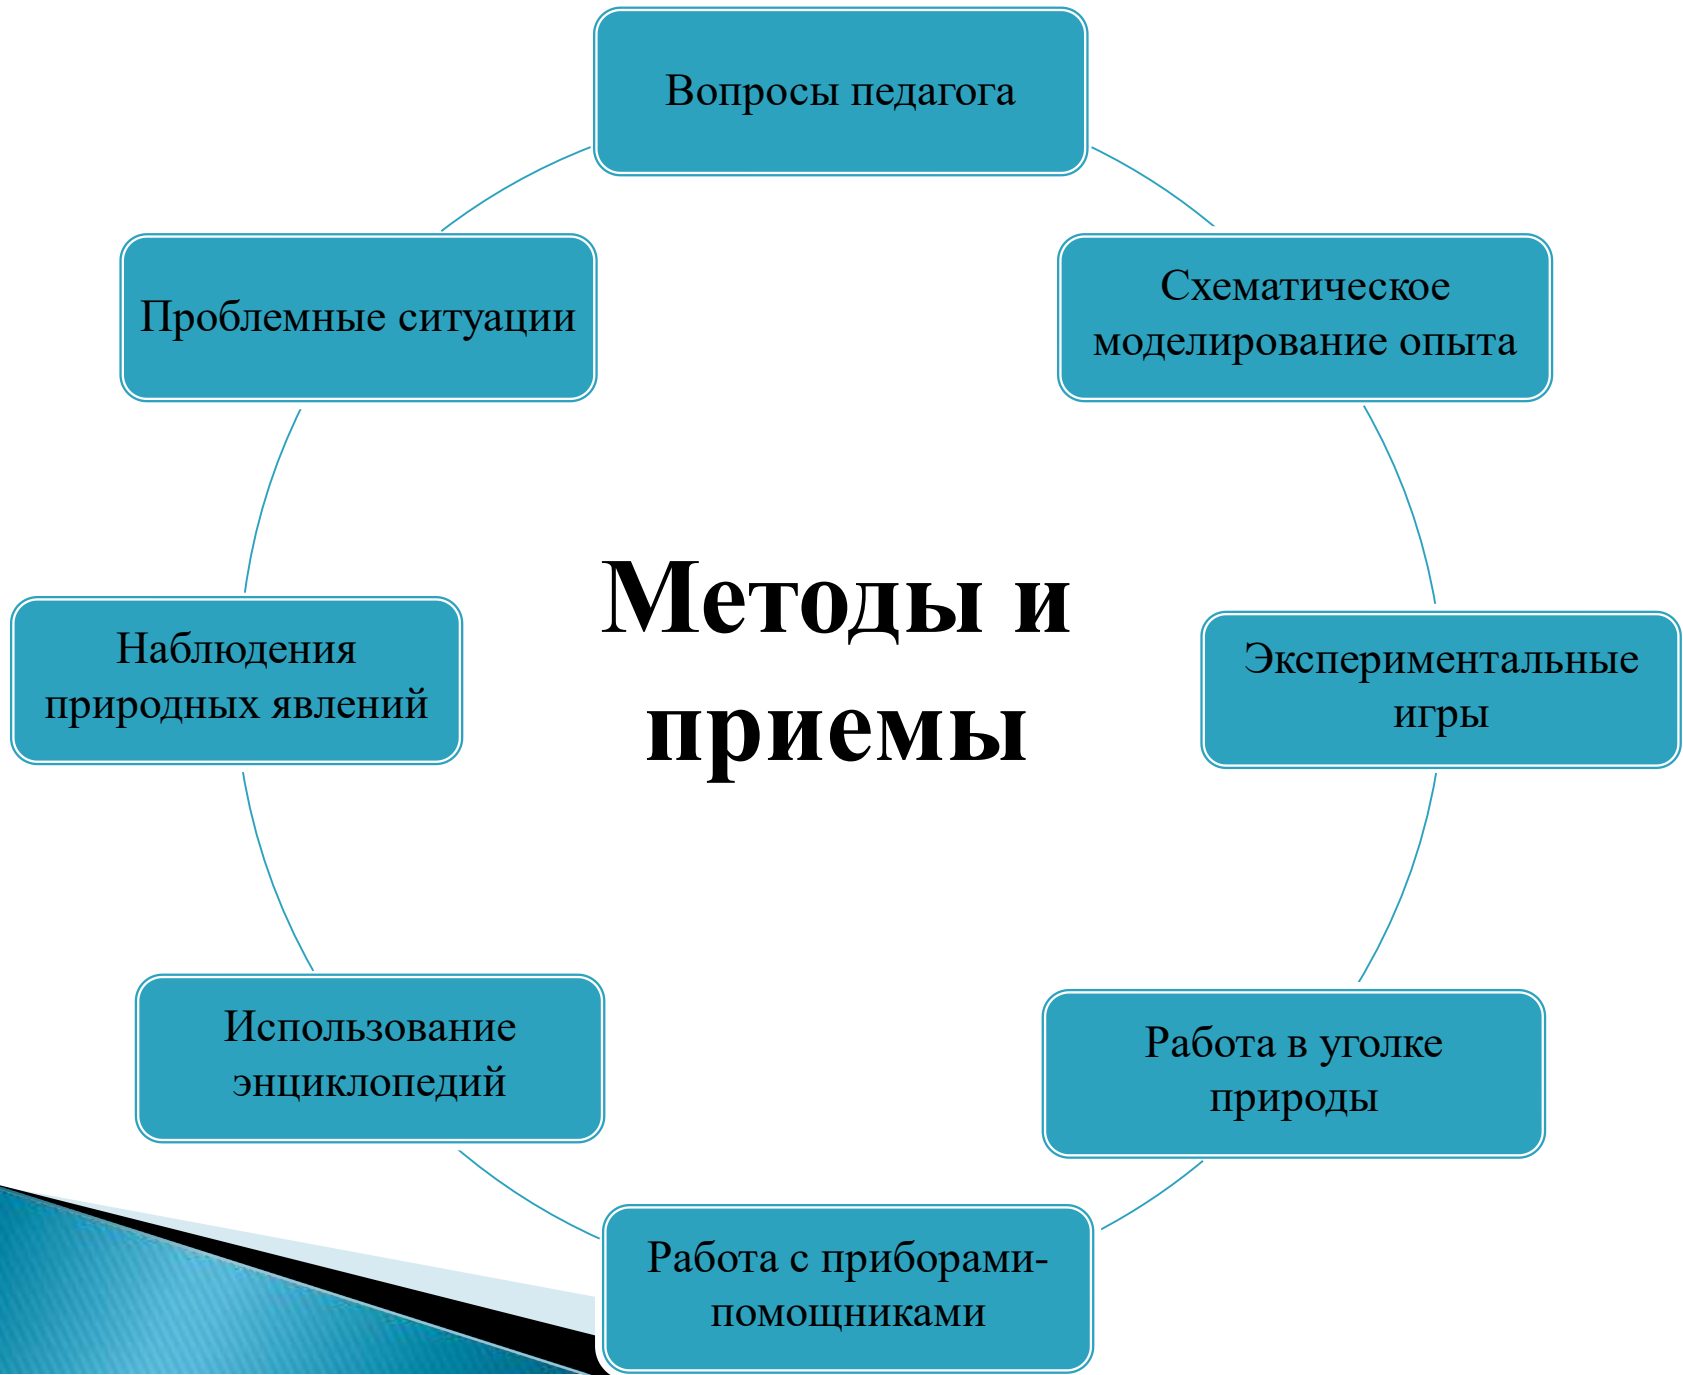 Вопросы педагога
Схематическое
моделирование опыта
Экспериментальные
игры
Работа в уголке
природы
Работа с приборами-
помощниками
Использование
энциклопедий
Наблюдения
природных явлений
Проблемные ситуации
Методы и
приемы